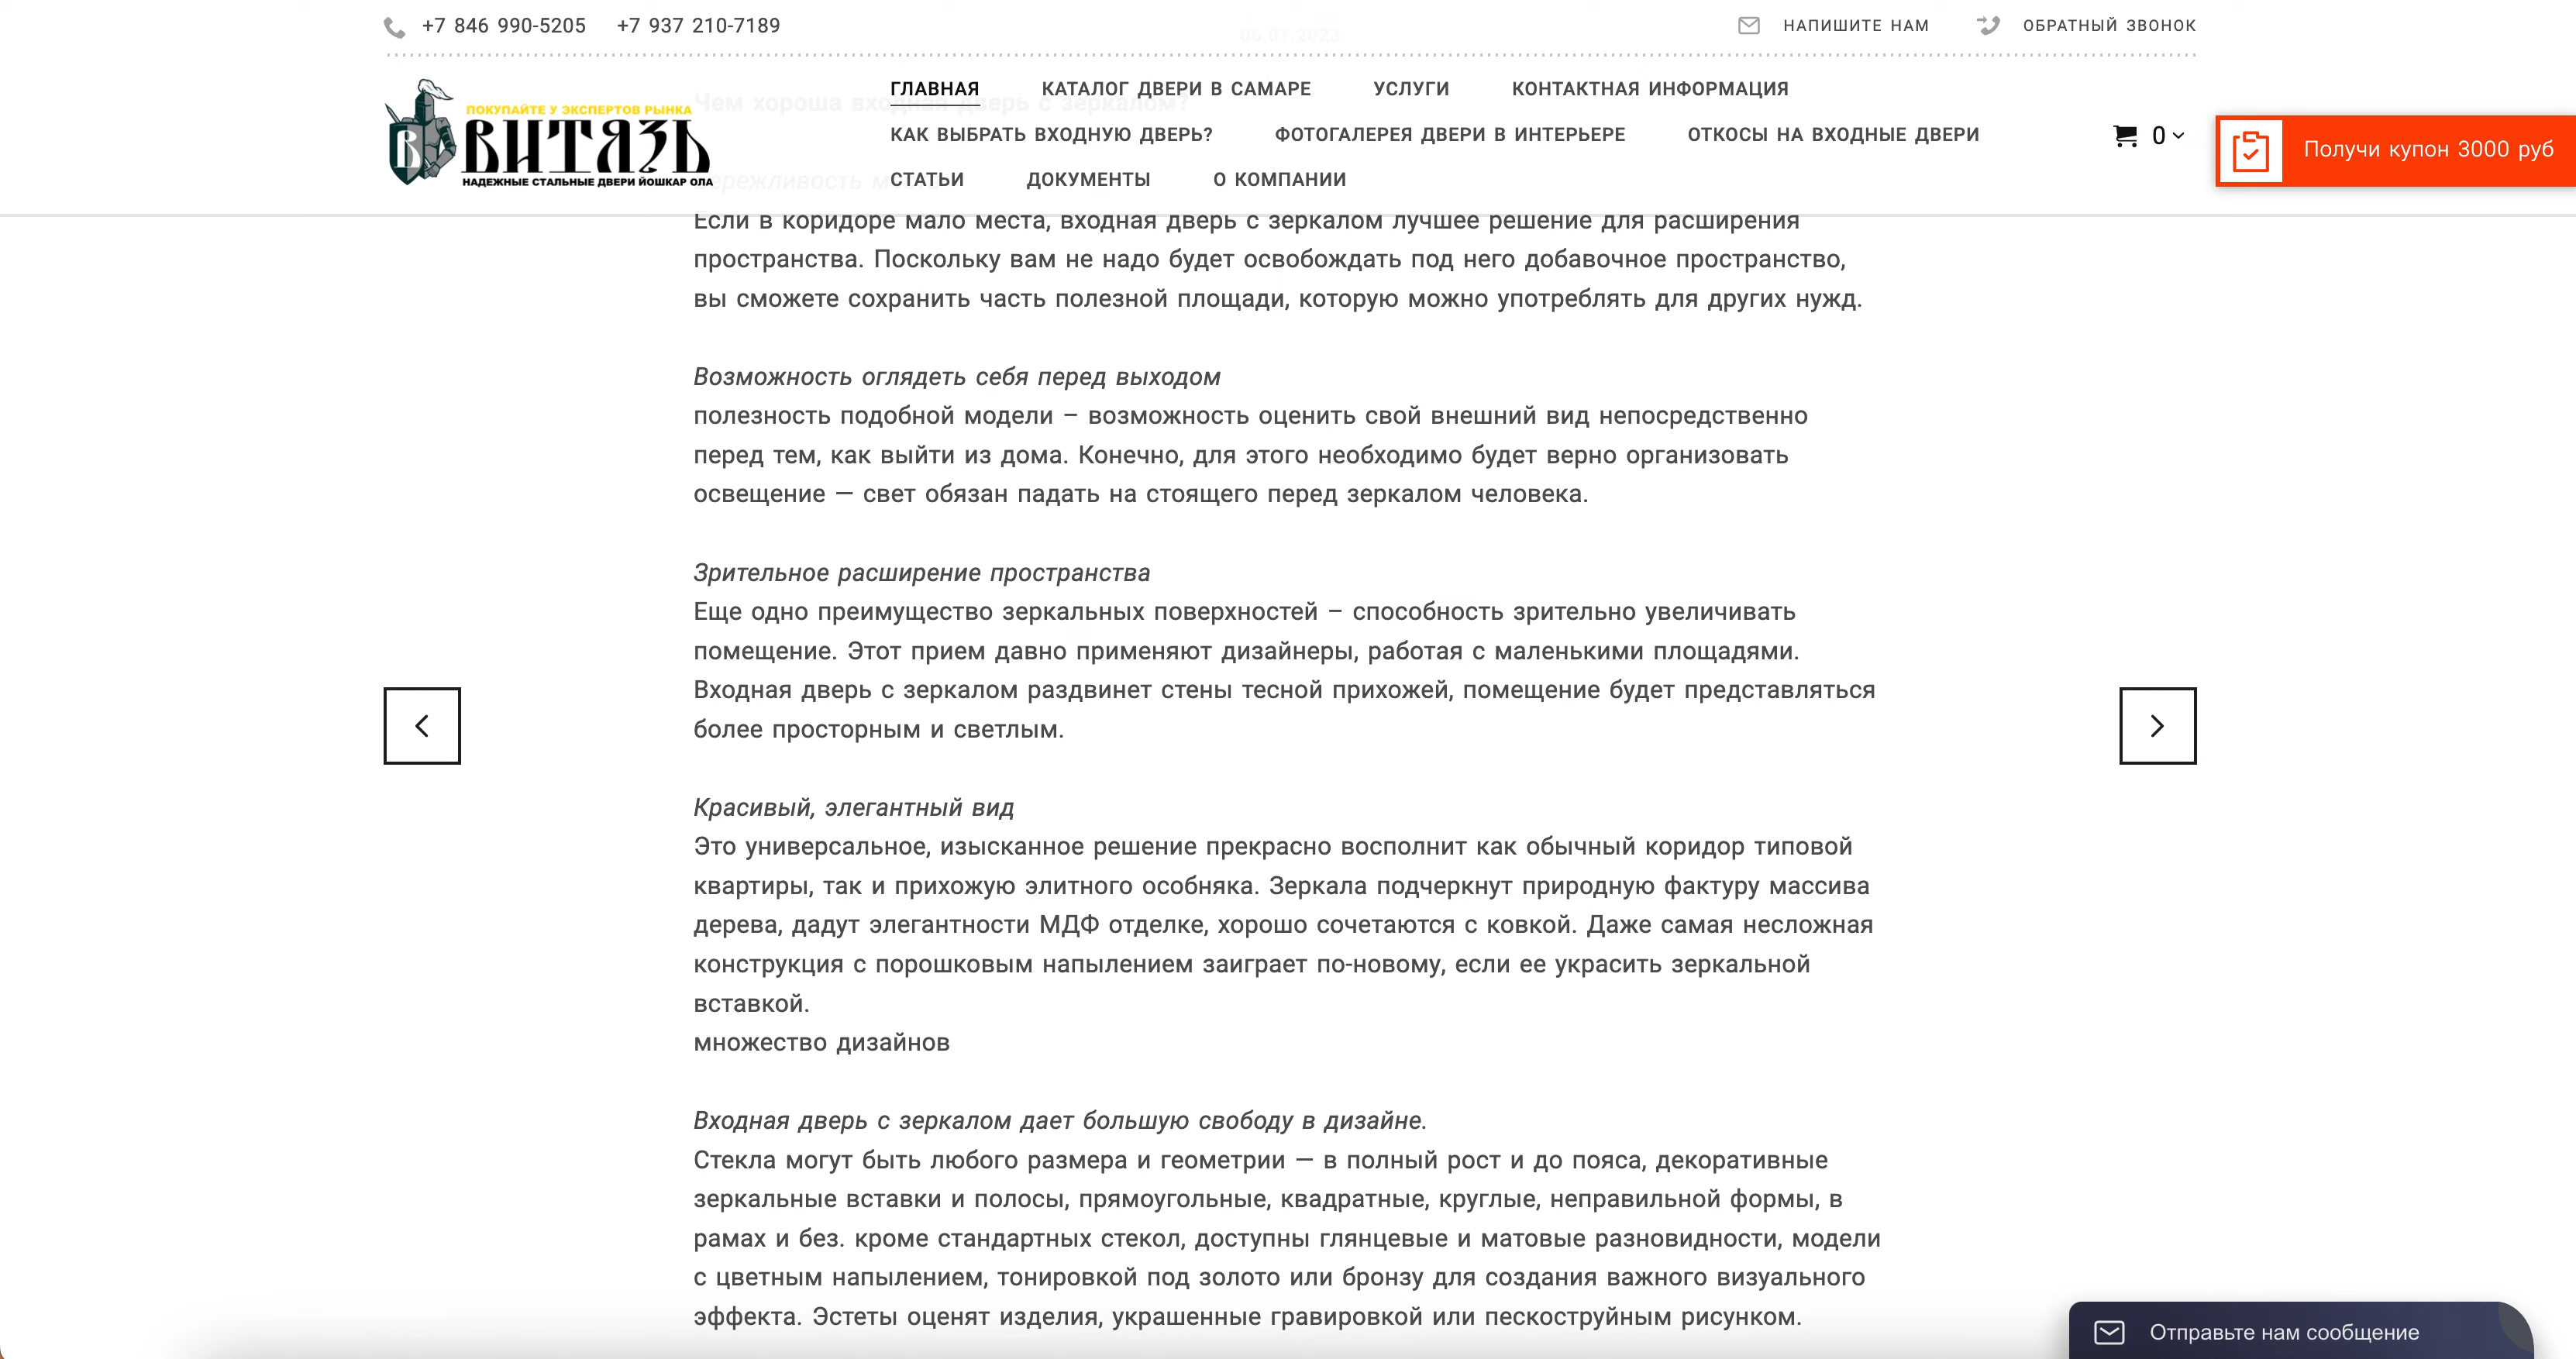 +7 846 990-5205 +7 937 210-7189
06.01.2023
НАПИШИТЕ НАМ
ОБРАТНЫЙ ЗВОНОК
ПОКУПАЙТЕ У ЭКСПЕРТОВ РЫНКА
ВИТЯЗЬ
НАДЕЖНЫЕ СТАЛЬНЫЕ ДВЕРИ ЙОШКАР ОЛА
ГЛАВНАЯ КАТАЛОГ ДВЕРИ В САМАРЕ УСЛУГИ КОНТАКТНАЯ ИНФОРМАЦИЯ
КАК ВЫБРАТЬ ВХОДНУЮ ДВЕРЬ? ФОТОГАЛЕРЕЯ ДВЕРИ В ИНТЕРЬЕРЕ ОТКОСЫ НА ВХОДНЫЕ ДВЕРИ
СТАТЬИ ДОКУМЕНТЫ О КОМПАНИИ
0
Получи купон 3000 руб
Чем хороша входная дверь с зеркалом?
Если в коридоре мало места, входная дверь с зеркалом лучшее решение для расширения
пространства. Поскольку вам не надо будет освобождать под него добавочное пространство,
вы сможете сохранить часть полезной площади, которую можно употреблять для других нужд.
Возможность оглядеть себя перед выходом
полезность подобной модели – возможность оценить свой внешний вид непосредственно
перед тем, как выйти из дома. Конечно, для этого необходимо будет верно организовать
освещение — свет обязан падать на стоящего перед зеркалом человека.
Зрительное расширение пространства
Еще одно преимущество зеркальных поверхностей – способность зрительно увеличивать
помещение. Этот прием давно применяют дизайнеры, работая с маленькими площадями.
Входная дверь с зеркалом раздвинет стены тесной прихожей, помещение будет представляться
более просторным и светлым.
Красивый, элегантный вид
Это универсальное, изысканное решение прекрасно восполнит как обычный коридор типовой
квартиры, так и прихожую элитного особняка. Зеркала подчеркнут природную фактуру массива
дерева, дадут элегантности МДФ отделке, хорошо сочетаются с ковкой. Даже самая несложная
конструкция с порошковым напылением заиграет по-новому, если ее украсить зеркальной
вставкой.
множество дизайнов
Входная дверь с зеркалом дает большую свободу в дизайне.
Стекла могут быть любого размера и геометрии — в полный рост и до пояса, декоративные
зеркальные вставки и полосы, прямоугольные, квадратные, круглые, неправильной формы, в
рамах и без. кроме стандартных стекол, доступны глянцевые и матовые разновидности, модели
с цветным напылением, тонировкой под золото или бронзу для создания важного визуального
эффекта. Эстеты оценят изделия, украшенные гравировкой или пескоструйным рисунком.
Отправьте нам сообщение